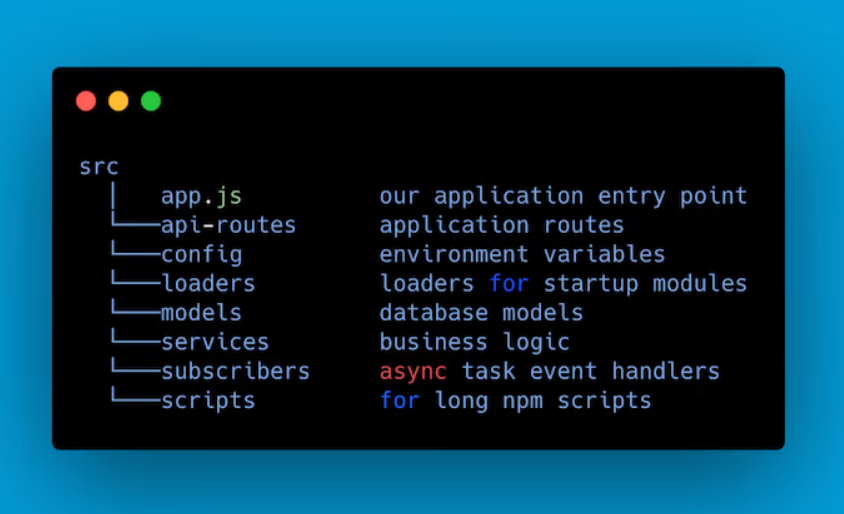 src
│ app.js our application entry point
└──api-routes application routes
└──config environment variables
└──loaders loaders for startup modules
└──models database models
└──services business logic
└──subscribers async task event handlers
└──scripts for long npm scripts